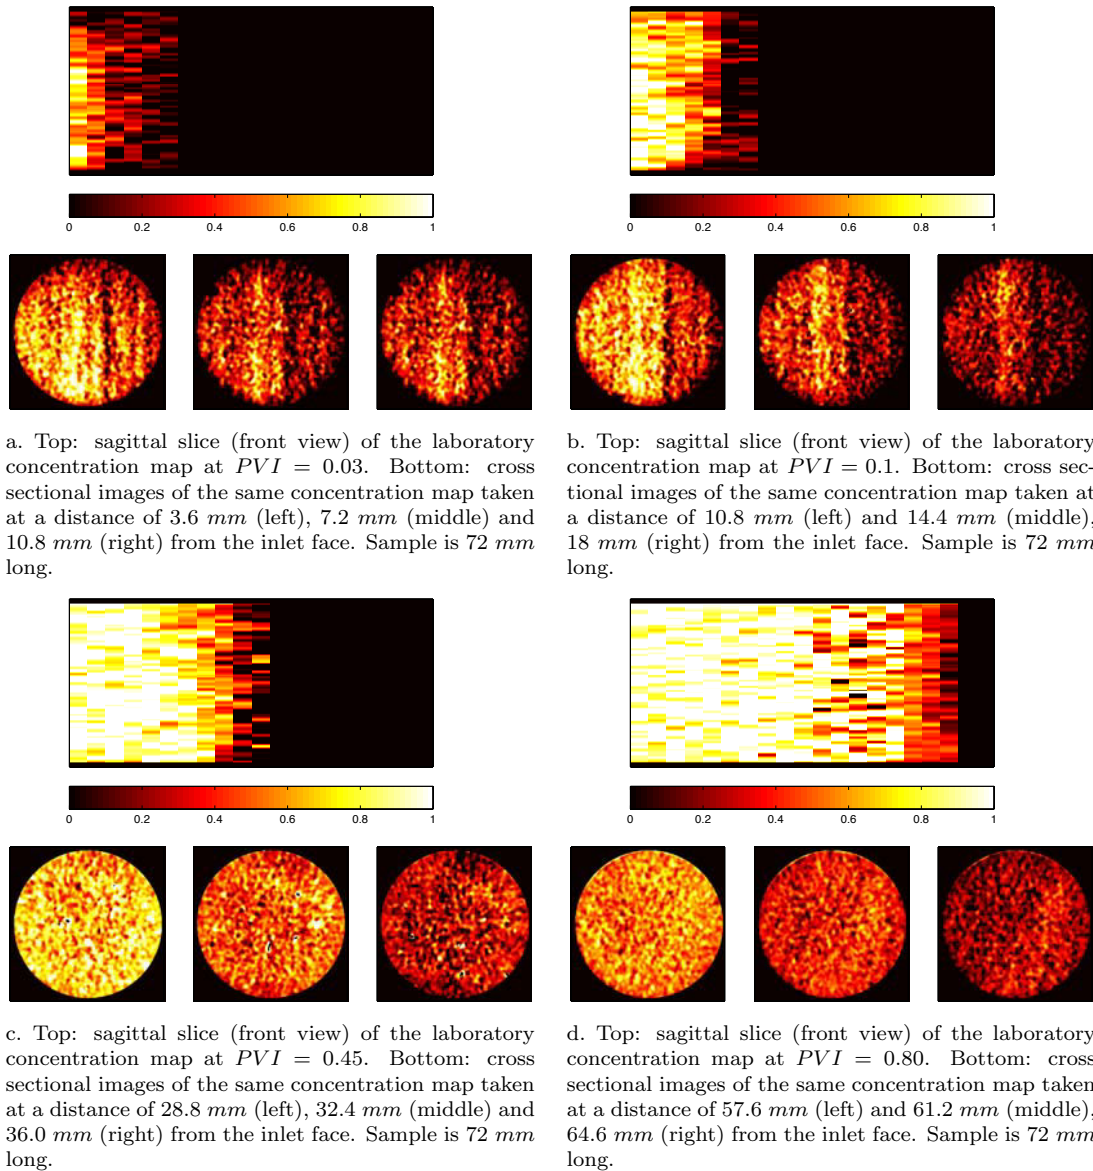 0 0.2 0.4 0.6 0.8 1
0 0.2 0.4 0.6 0.8 1
a. Top: sagittal slice (front view) of the laboratory
concentration map at PVI = 0.03. Bottom: cross
sectional images of the same concentration map taken
at a distance of 3.6 mm (left), 7.2 mm (middle) and
10.8 mm (right) from the inlet face. Sample is 72 mm
long.
b. Top: sagittal slice (front view) of the laboratory
concentration map at PVI = 0.1. Bottom: cross sec-
tional images of the same concentration map taken at
a distance of 10.8 mm (left) and 14.4 mm (middle),
18 mm (right) from the inlet face. Sample is 72 mm
long.
0 0.2 0.4 0.6 0.8 1
0 0.2 0.4 0.6 0.8 1
c. Top: sagittal slice (front view) of the laboratory
concentration map at PVI = 0.45. Bottom: cross
sectional images of the same concentration map taken
at a distance of 28.8 mm (left), 32.4 mm (middle) and
36.0 mm (right) from the inlet face. Sample is 72 mm
long.
d. Top: sagittal slice (front view) of the laboratory
concentration map at PVI = 0.80. Bottom: cross
sectional images of the same concentration map taken
at a distance of 57.6 mm (left) and 61.2 mm (middle),
64.6 mm (right) from the inlet face. Sample is 72 mm
long.